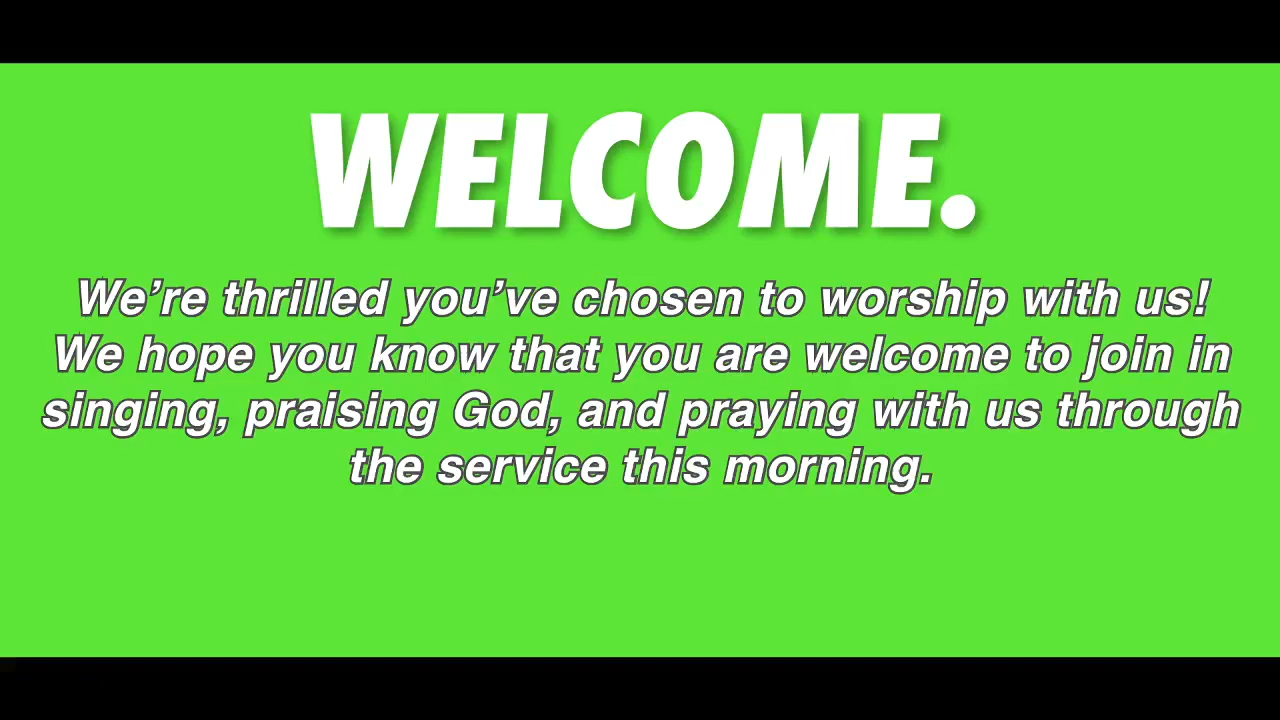 WELCOME.
We’re thrilled you’ve chosen to worship with us!
We hope you know that you are welcome to join in
singing, praising God, and praying with us through
the service this morning.